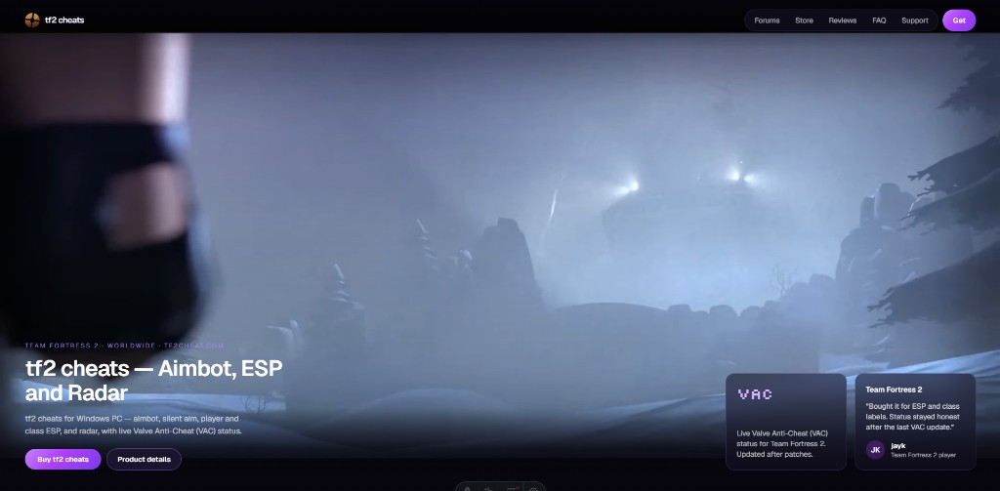 tf2 cheats
Forums Store Reviews FAQ Support Get
TEAM FORTRESS 2 · WORLDWIDE · TF2CHEAT.COM
tf2 cheats — Aimbot, ESP
and Radar
tf2 cheats for Windows PC — aimbot, silent aim, player and
class ESP, and radar, with live Valve Anti-Cheat (VAC) status.
Buy tf2 cheats Product details
VAC
Live Valve Anti-Cheat (VAC)
status for Team Fortress 2.
Updated after patches.
Team Fortress 2
"Bought it for ESP and class
labels. Status stayed honest
after the last VAC update."
JK
jayk
Team Fortress 2 player